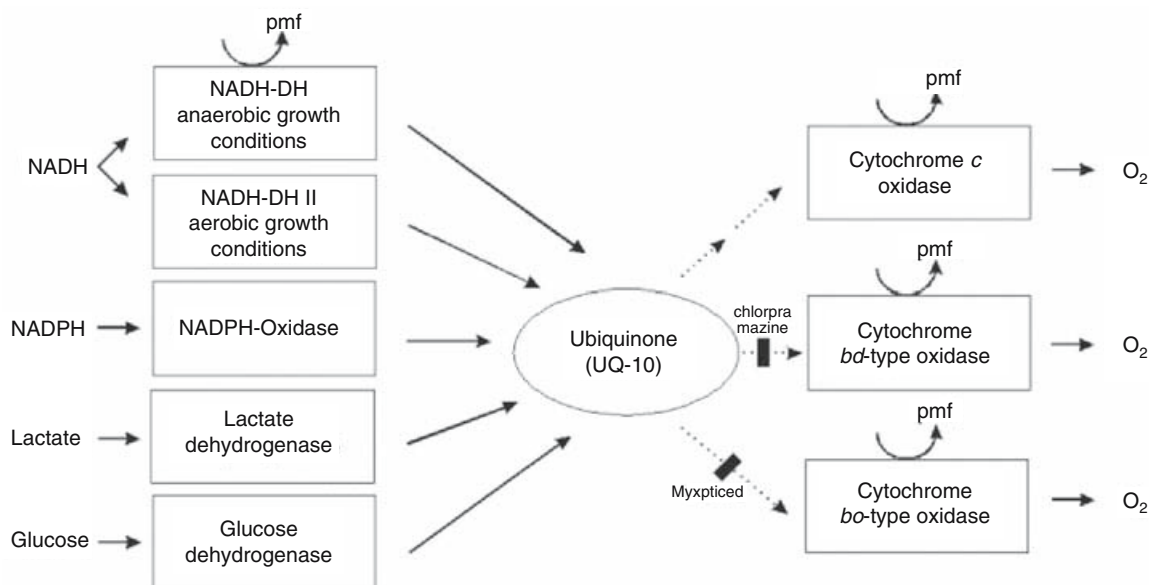 pmf
NADH-DH
anaerobic growth
conditions
NADH
NADH-DH II
aerobic growth
conditions
NADPH
NADPH-Oxidase
Lactate
Lactate
dehydrogenase
Glucose
Glucose
dehydrogenase
Ubiquinone
(UQ-10)
chlorpra
mazine
Myxpticed
pmf
Cytochrome c
oxidase
O2
pmf
Cytochrome
bd-type oxidase
O2
pmf
Cytochrome
bo-type oxidase
O2